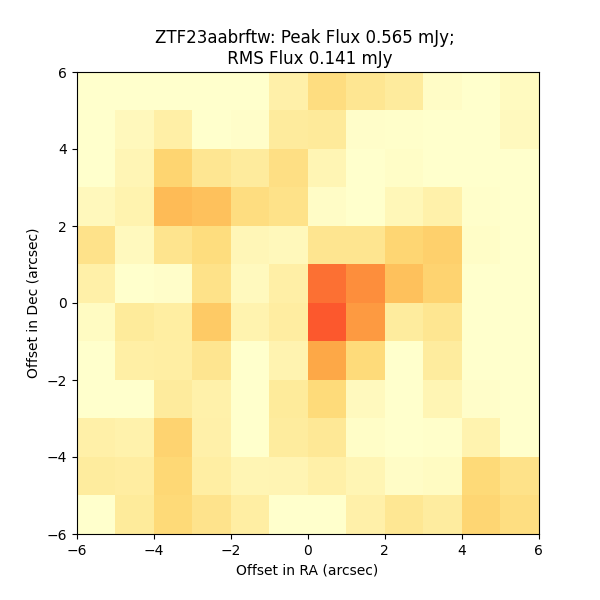 ZTF23aabrftw: Peak Flux 0.565 mJy;
RMS Flux 0.141 mJy
6
4
2
0
−2
−4
−6
Offset in Dec (arcsec)
−6 −4 −2 0 2 4 6
Offset in RA (arcsec)